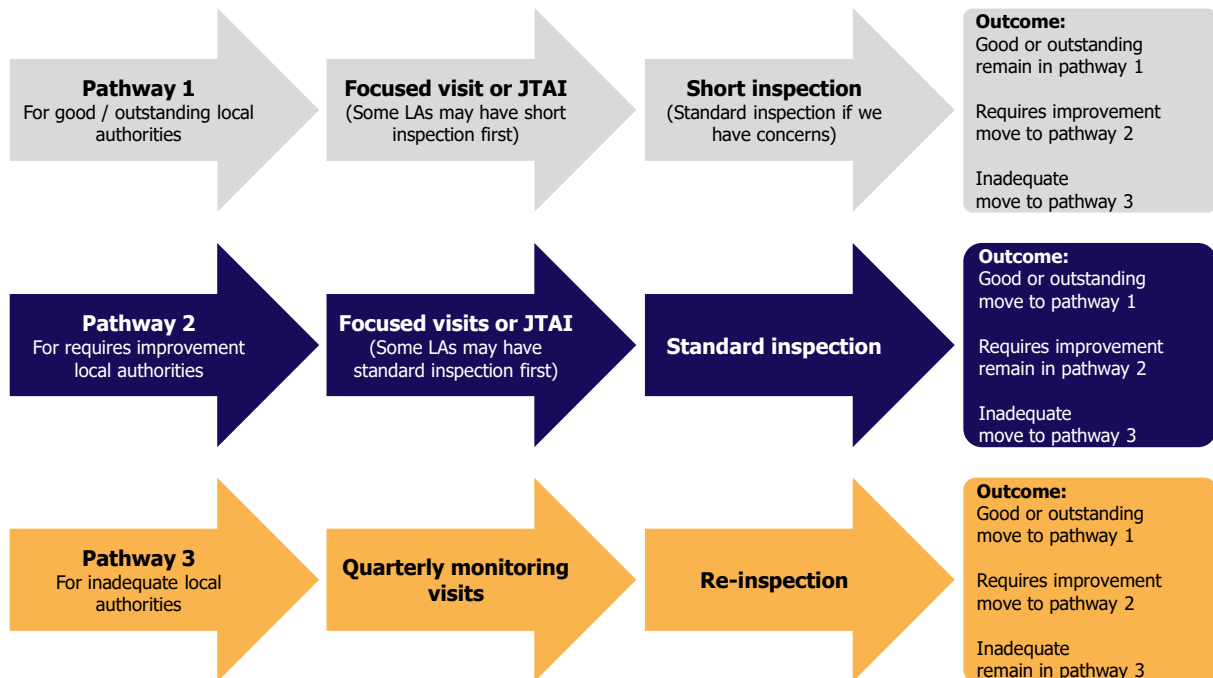 Pathway 1
For good / outstanding local
authorities
Focused visit or JTAI
(Some LAs may have short
inspection first)
Short inspection
(Standard inspection if we
have concerns)
Outcome:
Good or outstanding
remain in pathway 1
Requires improvement
move to pathway 2
Inadequate
move to pathway 3
Pathway 2
For requires improvement
local authorities
Focused visits or JTAI
(Some LAs may have
standard inspection first)
Standard inspection
Outcome:
Good or outstanding
move to pathway 1
Requires improvement
remain in pathway 2
Inadequate
move to pathway 3
Pathway 3
For inadequate local
authorities
Quarterly monitoring
visits
Re-inspection
Outcome:
Good or outstanding
move to pathway 1
Requires improvement
move to pathway 2
Inadequate
remain in pathway 3